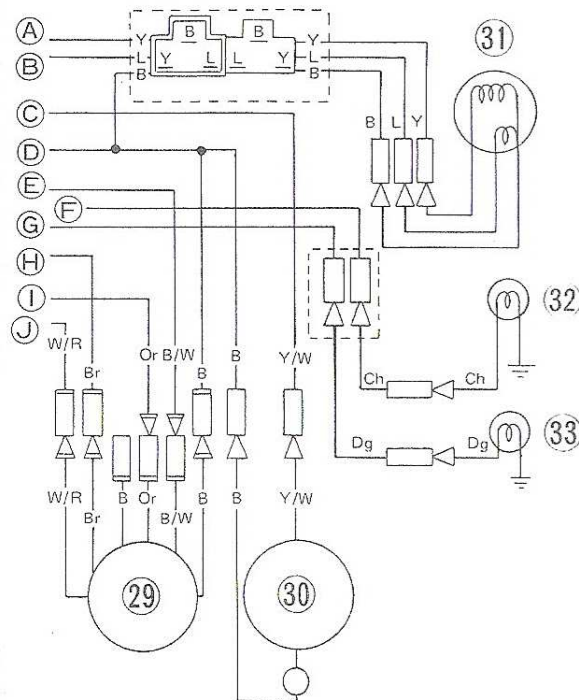 A
B
C
D
E
F
G
H
I
J
Y B Y
L Y L L Y L
B B
31
B L Y
32
33
W/R Br Or B/W B B Y/W
Ch Ch
Dg Dg
W/R Br B Or B/W B B Y/W
29
30